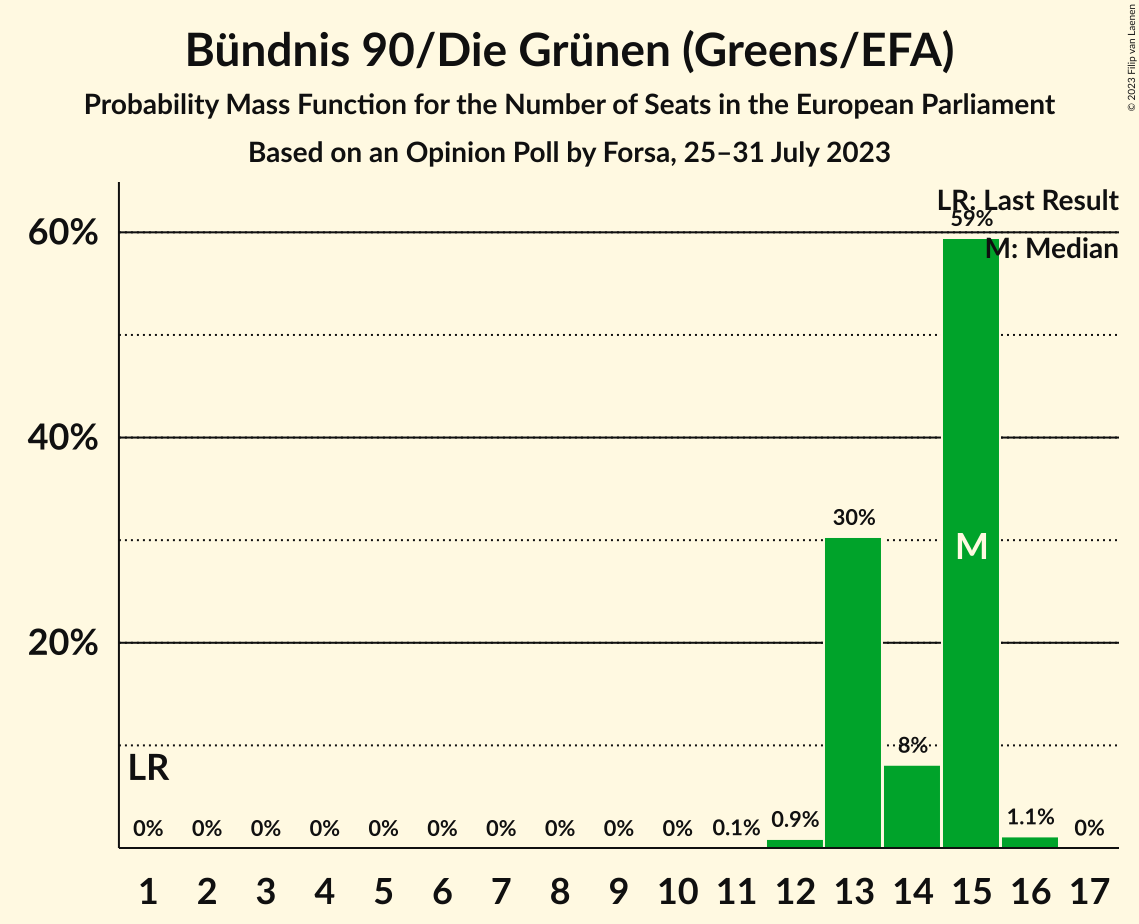 Bündnis 90/Die Grünen (Greens/EFA)
Probability Mass Function for the Number of Seats in the European Parliament
Based on an Opinion Poll by Forsa, 25–31 July 2023
© 2023 Filip van Laenen
LR: Last Result
M: Median
60%
40%
20%
59%
30%
M
8%
LR
0% 0% 0% 0% 0% 0% 0% 0% 0% 0% 0.1% 0.9% 1.1% 0%
1 2 3 4 5 6 7 8 9 10 11 12 13 14 15 16 17